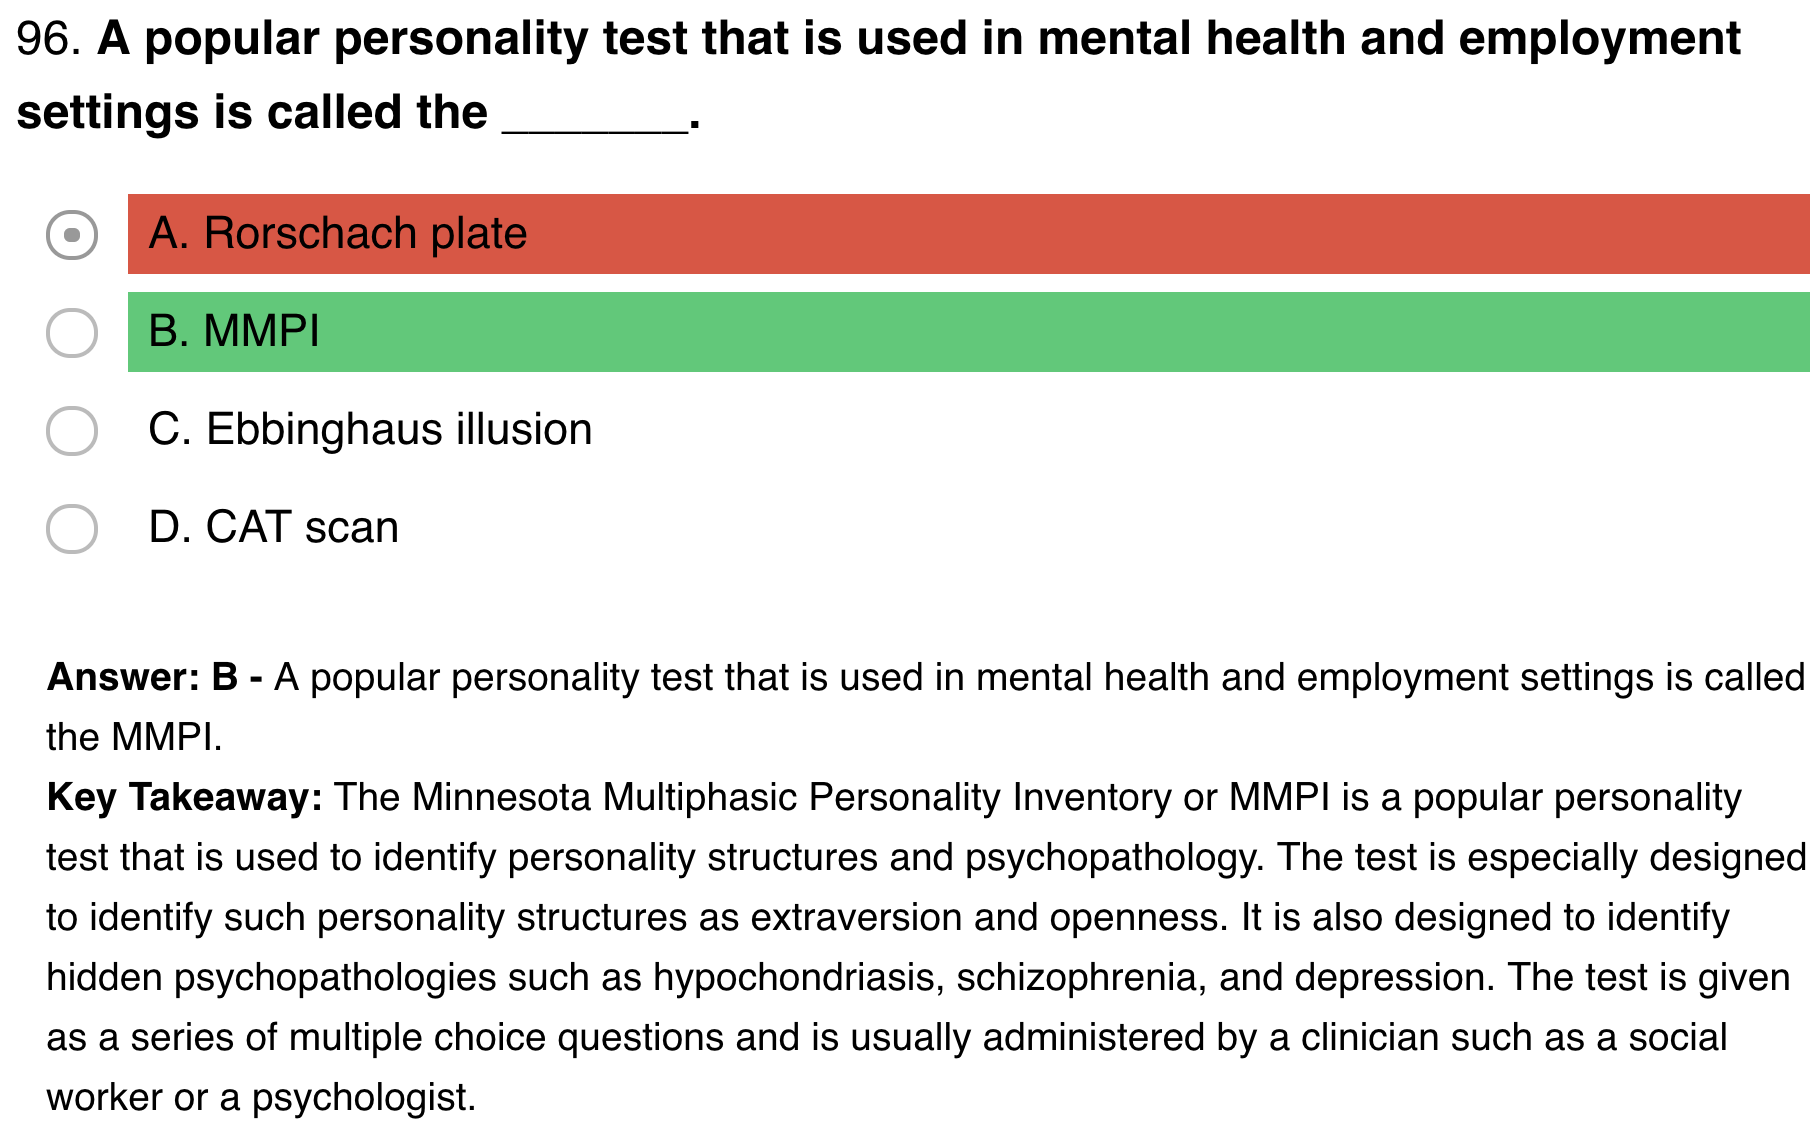 96. A popular personality test that is used in mental health and employment
settings is called the _______.
A. Rorschach plate
B. MMPI
C. Ebbinghaus illusion
D. CAT scan
Answer: B - A popular personality test that is used in mental health and employment settings is called
the MMPI.
Key Takeaway: The Minnesota Multiphasic Personality Inventory or MMPI is a popular personality
test that is used to identify personality structures and psychopathology. The test is especially designed
to identify such personality structures as extraversion and openness. It is also designed to identify
hidden psychopathologies such as hypochondriasis, schizophrenia, and depression. The test is given
as a series of multiple choice questions and is usually administered by a clinician such as a social
worker or a psychologist.